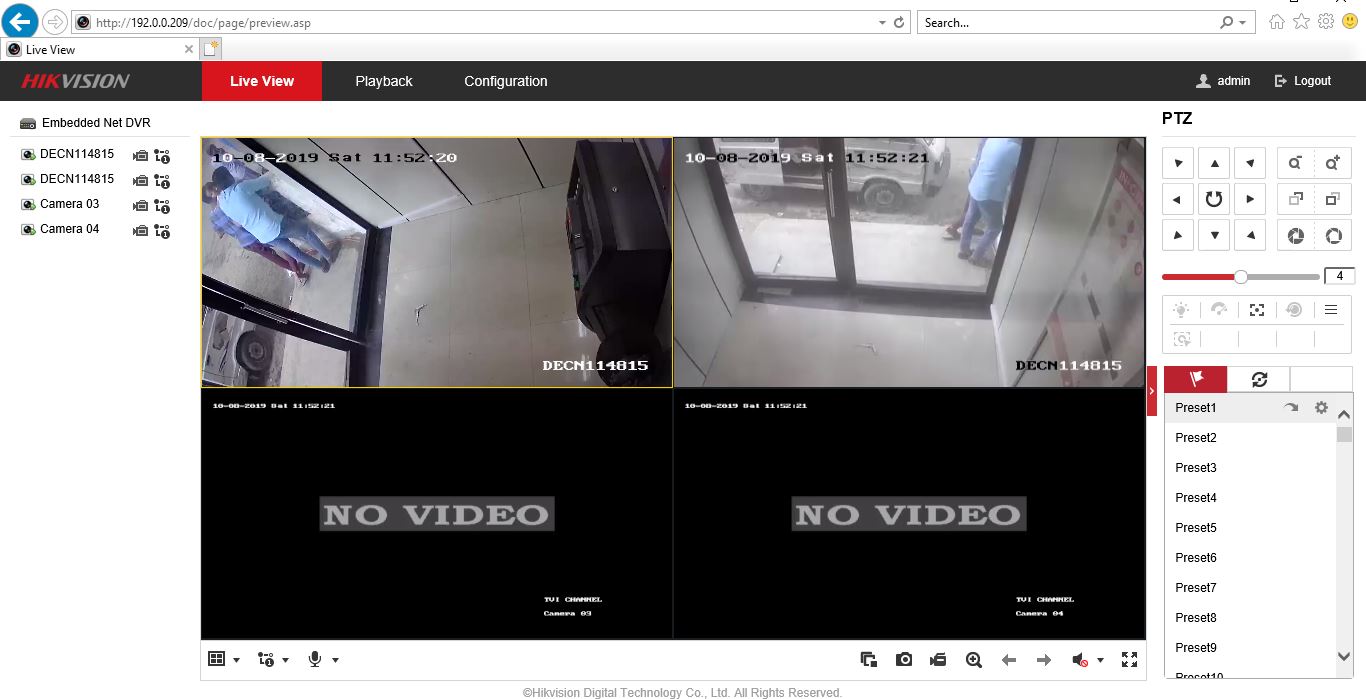 http://192.0.0.209/doc/page/preview.asp
Search...
Live View
HIKVISION
Live View
Playback
Configuration
admin
Logout
Embedded Net DVR
DECN114815
DECN114815
Camera 03
Camera 04
10-08-2019 Sat 11:52:20
DECN114815
10-08-2019 Sat 11:52:21
DECN114815
10-08-2019 Sat 11:52:21
NO VIDEO
TVI CHANNEL
Camera 03
10-08-2019 Sat 11:52:21
NO VIDEO
TVI CHANNEL
Camera 04
PTZ
4
Preset1
Preset2
Preset3
Preset4
Preset5
Preset6
Preset7
Preset8
Preset9
Preset10
©Hikvision Digital Technology Co., Ltd. All Rights Reserved.